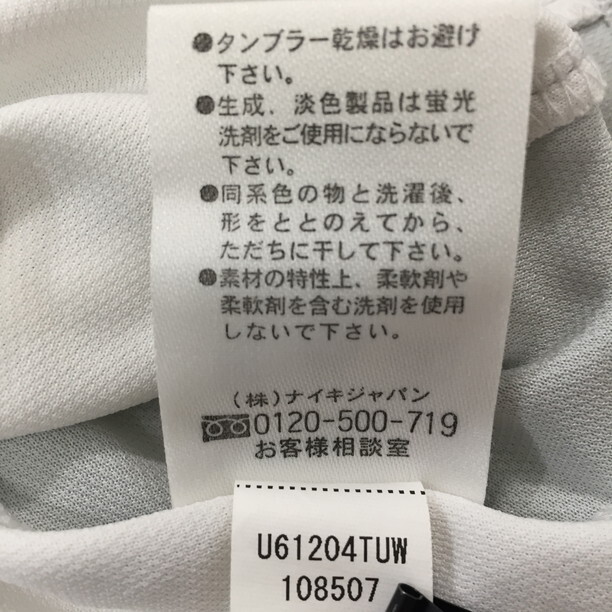 ●タンブラー乾燥はお避け
下さい。
●生成、淡色製品は蛍光
洗剤をご使用にならないで
下さい。
●同系色の物と洗濯後、
形をととのえてから、
ただちに干して下さい。
●素材の特性上、柔軟剤や
柔軟剤を含む洗剤を使用
しないで下さい。
(株)ナイキジャパン
0120-500-719
お客様相談室
U61204TUW
108507